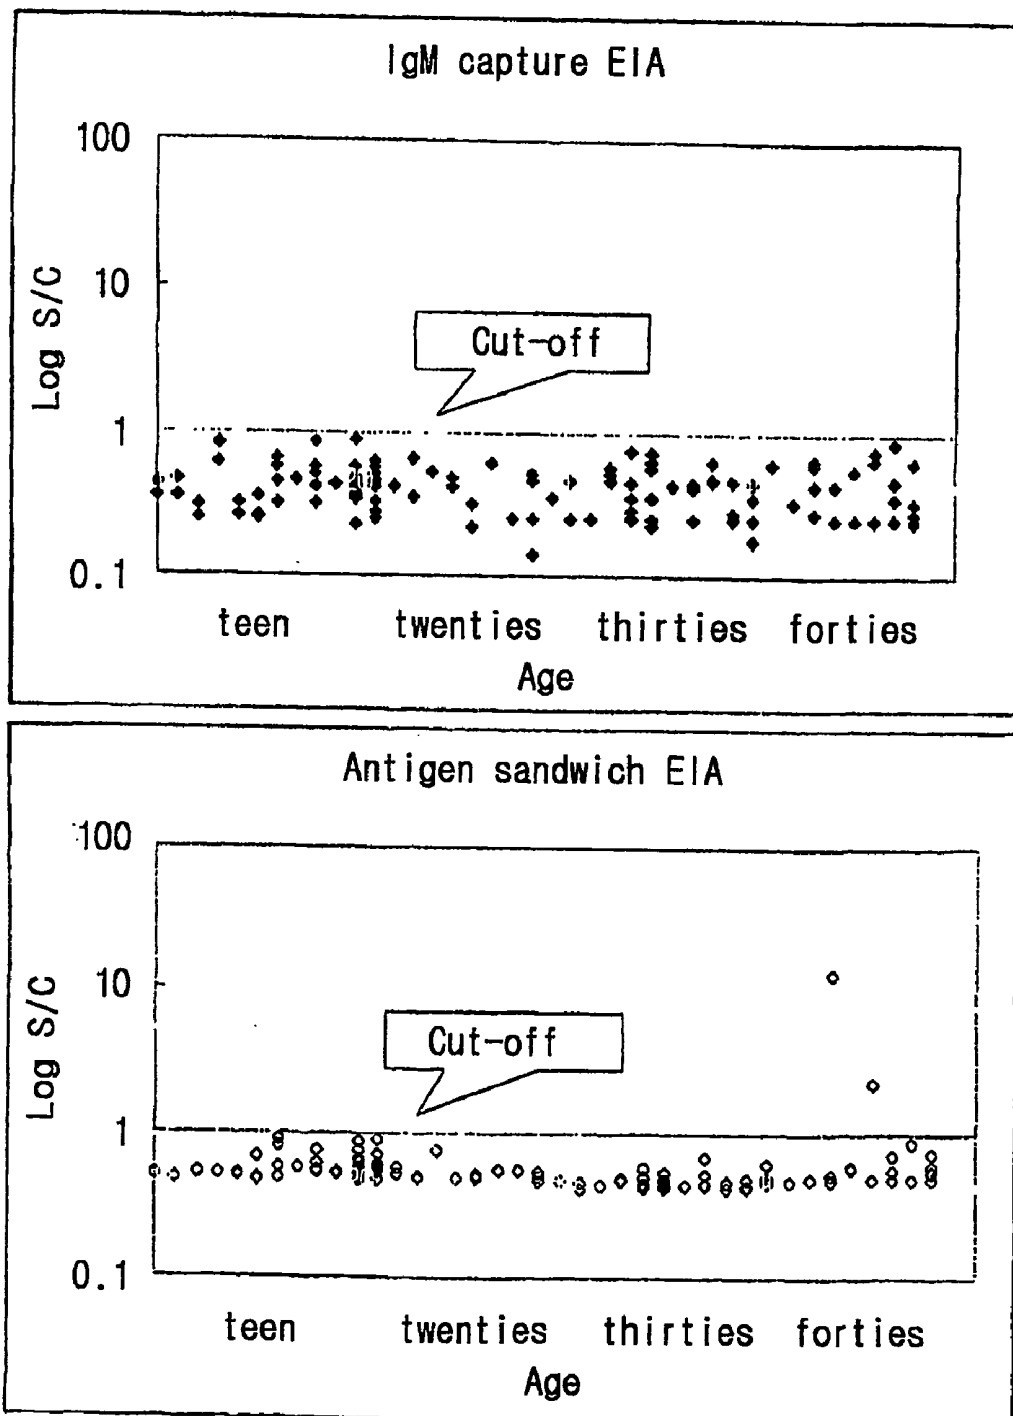 IgM capture EIA
100
10
Log S/C
Cut-off
1
0.1
teen twenties thirties forties
Age
Antigen sandwich EIA
100
10
Log S/C
Cut-off
1
0.1
teen twenties thirties forties
Age